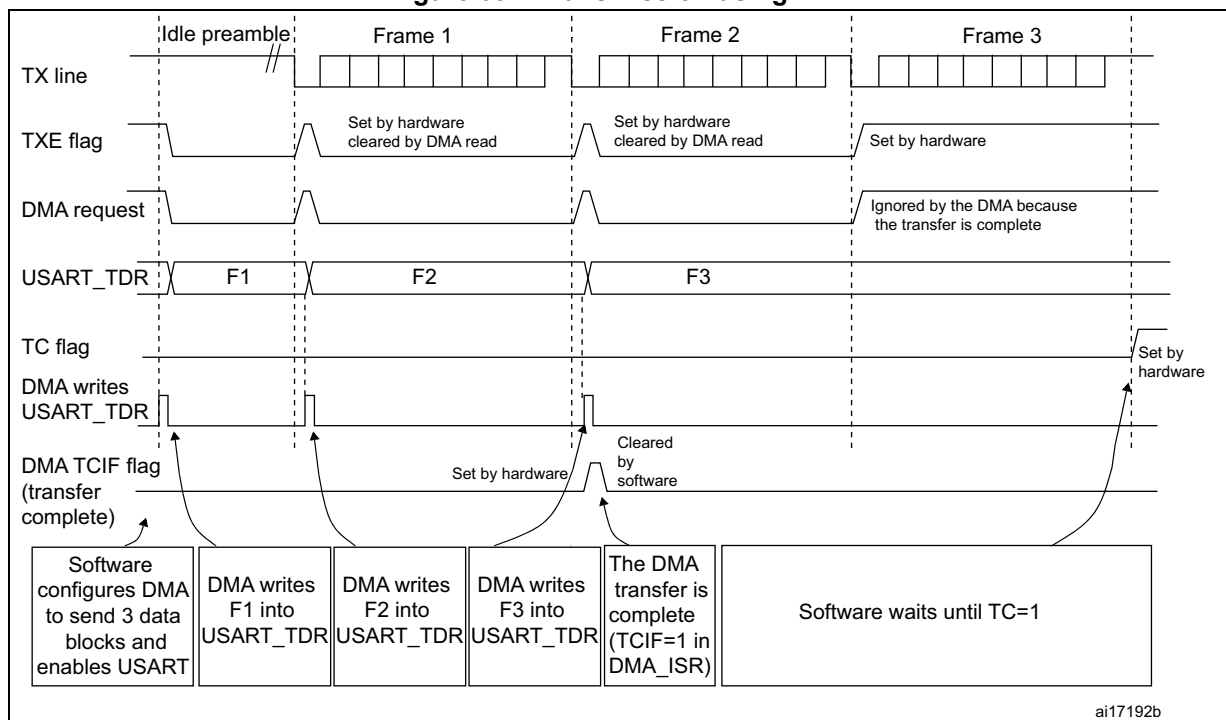 Idle preamble
Frame 1
Frame 2
Frame 3
TX line
TXE flag
Set by hardware
cleared by DMA read
Set by hardware
cleared by DMA read
Set by hardware
DMA request
Ignored by the DMA because
the transfer is complete
USART_TDR
F1
F2
F3
TC flag
Set by
hardware
DMA writes
USART_TDR
DMA TCIF flag
(transfer
complete)
Set by hardware
Cleared
by
software
Software
configures DMA
to send 3 data
blocks and
enables USART
DMA writes
F1 into
USART_TDR
DMA writes
F2 into
USART_TDR
DMA writes
F3 into
USART_TDR
The DMA
transfer is
complete
(TCIF=1 in
DMA_ISR)
Software waits until TC=1
ai17192b